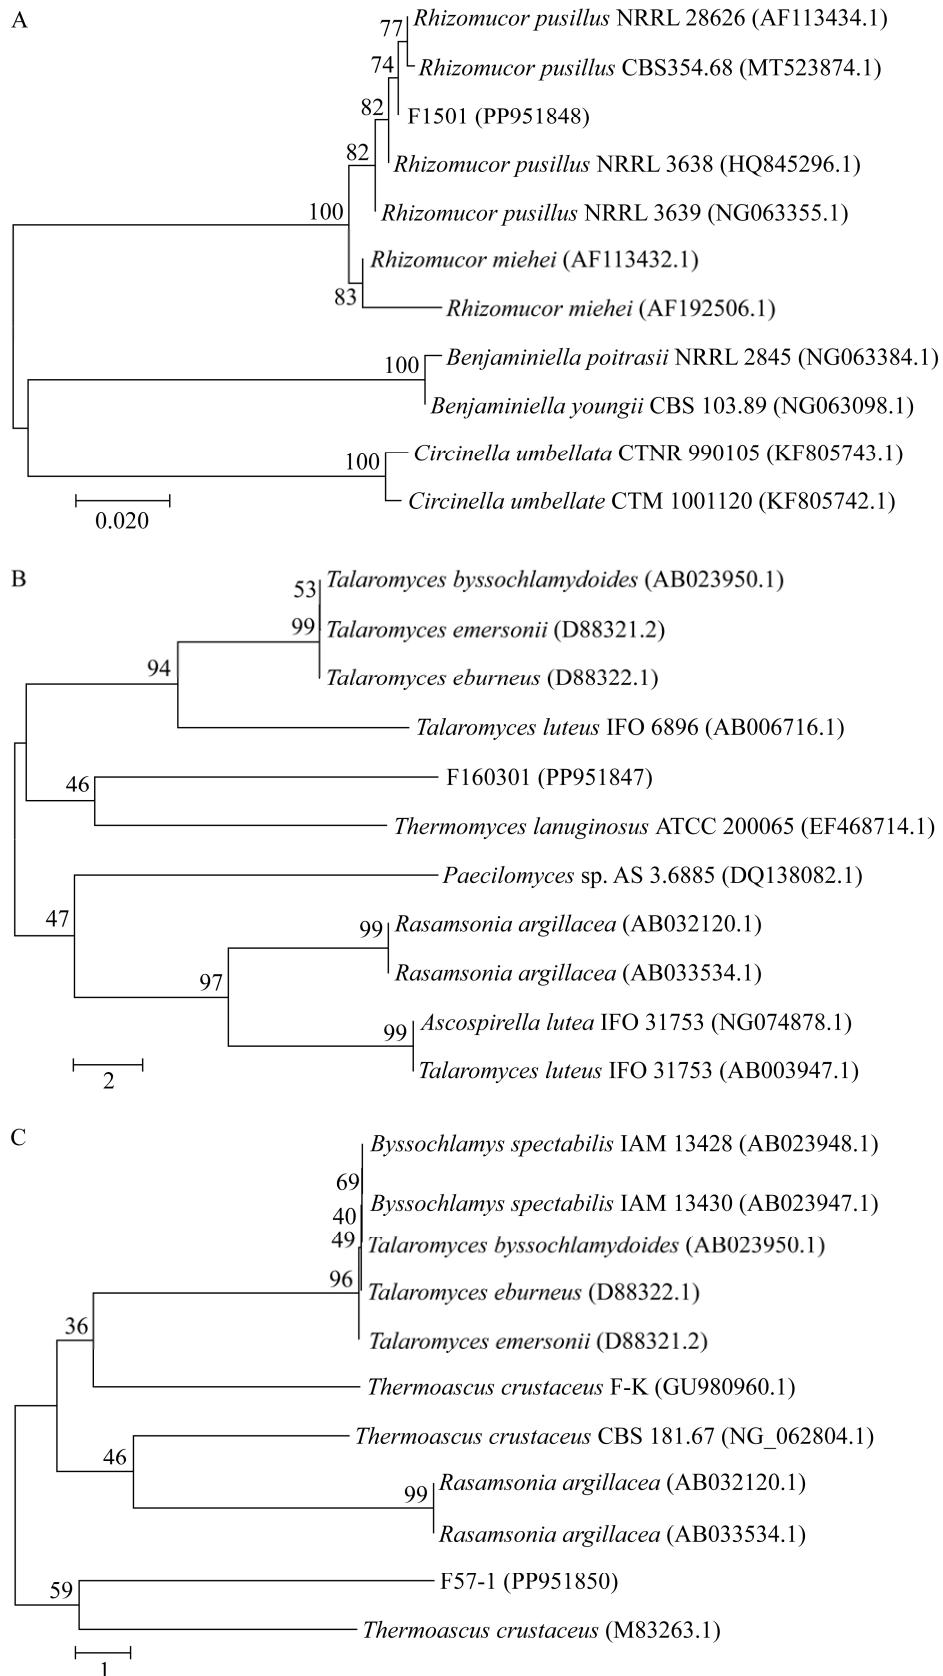 A
Rhizomucor pusillus NRRL 28626 (AF113434.1)
77
74
Rhizomucor pusillus CBS354.68 (MT523874.1)
82
F1501 (PP951848)
82
Rhizomucor pusillus NRRL 3638 (HQ845296.1)
100
Rhizomucor pusillus NRRL 3639 (NG063355.1)
Rhizomucor miehei (AF113432.1)
83
Rhizomucor miehei (AF192506.1)
100
Benjaminiella poitrasii NRRL 2845 (NG063384.1)
Benjaminiella youngii CBS 103.89 (NG063098.1)
100
Circinella umbellata CTNR 990105 (KF805743.1)
Circinella umbellate CTM 1001120 (KF805742.1)
0.020
B
Talaromyces byssochlamydoides (AB023950.1)
53
99
Talaromyces emersonii (D88321.2)
94
Talaromyces eburneus (D88322.1)
Talaromyces luteus IFO 6896 (AB006716.1)
46
F160301 (PP951847)
Thermomyces lanuginosus ATCC 200065 (EF468714.1)
Paecilomyces sp. AS 3.6885 (DQ138082.1)
47
99
Rasamsonia argillacea (AB032120.1)
97
Rasamsonia argillacea (AB033534.1)
99
Ascospirella lutea IFO 31753 (NG074878.1)
Talaromyces luteus IFO 31753 (AB003947.1)
2
C
Byssochlamys spectabilis IAM 13428 (AB023948.1)
69
Byssochlamys spectabilis IAM 13430 (AB023947.1)
40
49
Talaromyces byssochlamydoides (AB023950.1)
96
Talaromyces eburneus (D88322.1)
36
Talaromyces emersonii (D88321.2)
Thermoascus crustaceus F-K (GU980960.1)
Thermoascus crustaceus CBS 181.67 (NG_062804.1)
46
99
Rasamsonia argillacea (AB032120.1)
Rasamsonia argillacea (AB033534.1)
59
F57-1 (PP951850)
Thermoascus crustaceus (M83263.1)
1